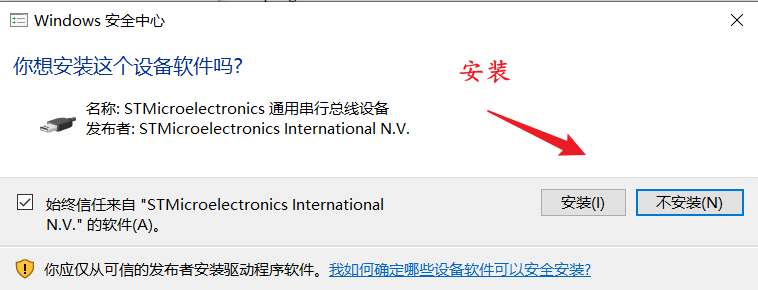 Windows 安全中心
你想安装这个设备软件吗?
安装
名称: STMicroelectronics 通用串行总线设备
发布者: STMicroelectronics International N.V.
始终信任来自 "STMicroelectronics International
N.V." 的软件(A)。
安装(I)
不安装(N)
你应仅从可信的发布者安装驱动程序软件。我如何确定哪些设备软件可以安全安装?